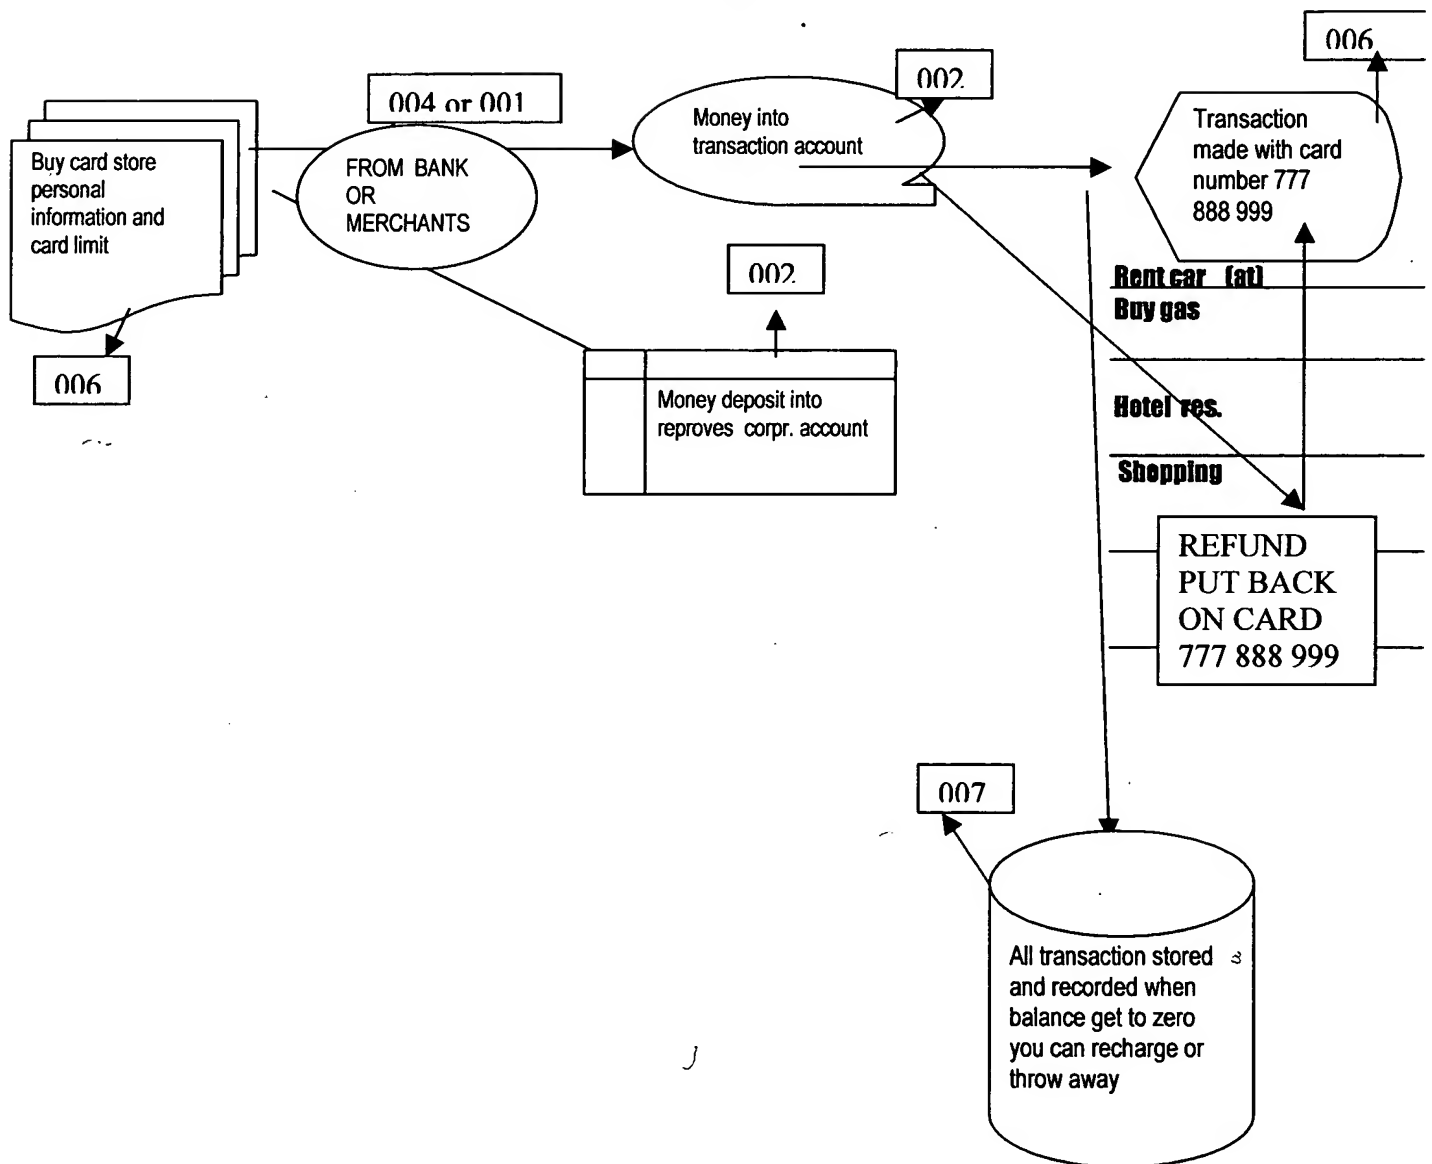 006
002
004 or 001
Buy card store
personal
information and
card limit
FROM BANK
OR
MERCHANTS
Money into
transaction account
Transaction
made with card
number 777
888 999
002
Rent car (at)
Buy gas
006
Money deposit into
reproves corpr. account
Hotel res.
Shopping
REFUND
PUT BACK
ON CARD
777 888 999
007
All transaction stored
and recorded when
balance get to zero
you can recharge or
throw away